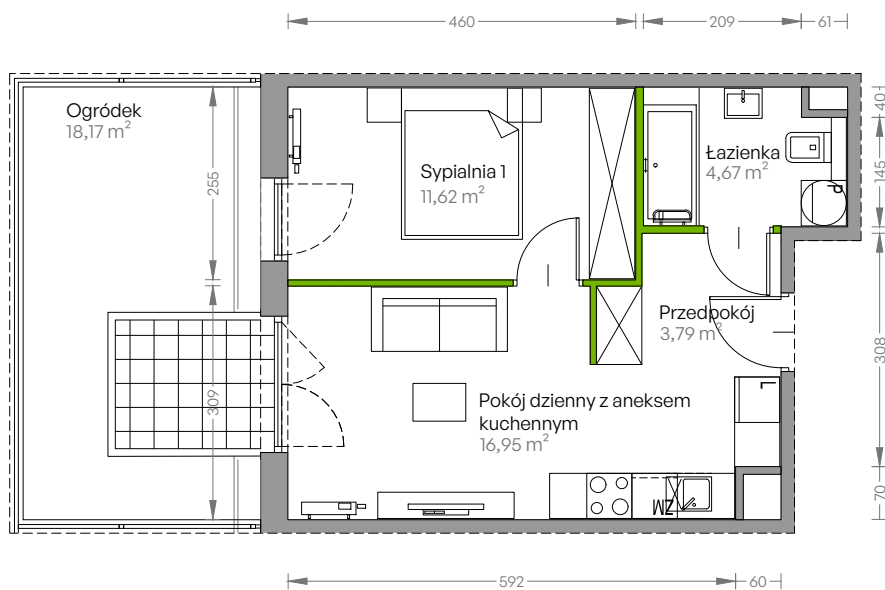 460
209
61
Ogródek
18,17 m²
255
Sypialnia 1
11,62 m²
Łazienka
4,67 m²
P
40
145
Przedpokój
3,79 m²
308
309
Pokój dzienny z aneksem
kuchennym
16,95 m²
L
ZM
70
592
60